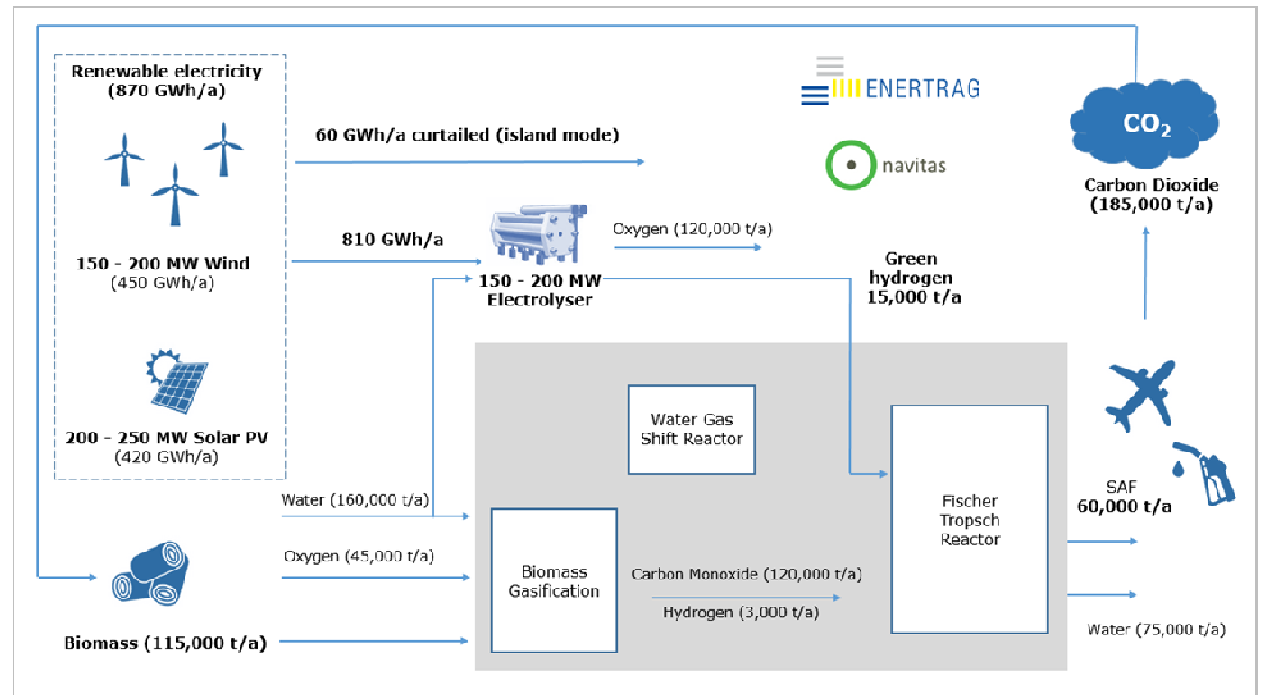 Renewable electricity
(870 GWh/a)
60 GWh/a curtailed (island mode)
ENERTRAG
navitas
CO2
Carbon Dioxide
(185,000 t/a)
150 - 200 MW Wind
(450 GWh/a)
810 GWh/a
Oxygen (120,000 t/a)
150 - 200 MW
Electrolyser
Green
hydrogen
15,000 t/a
200 - 250 MW Solar PV
(420 GWh/a)
Water Gas
Shift Reactor
Water (160,000 t/a)
Oxygen (45,000 t/a)
Biomass (115,000 t/a)
Biomass
Gasification
Carbon Monoxide (120,000 t/a)
Hydrogen (3,000 t/a)
Fischer
Tropsch
Reactor
SAF
60,000 t/a
Water (75,000 t/a)